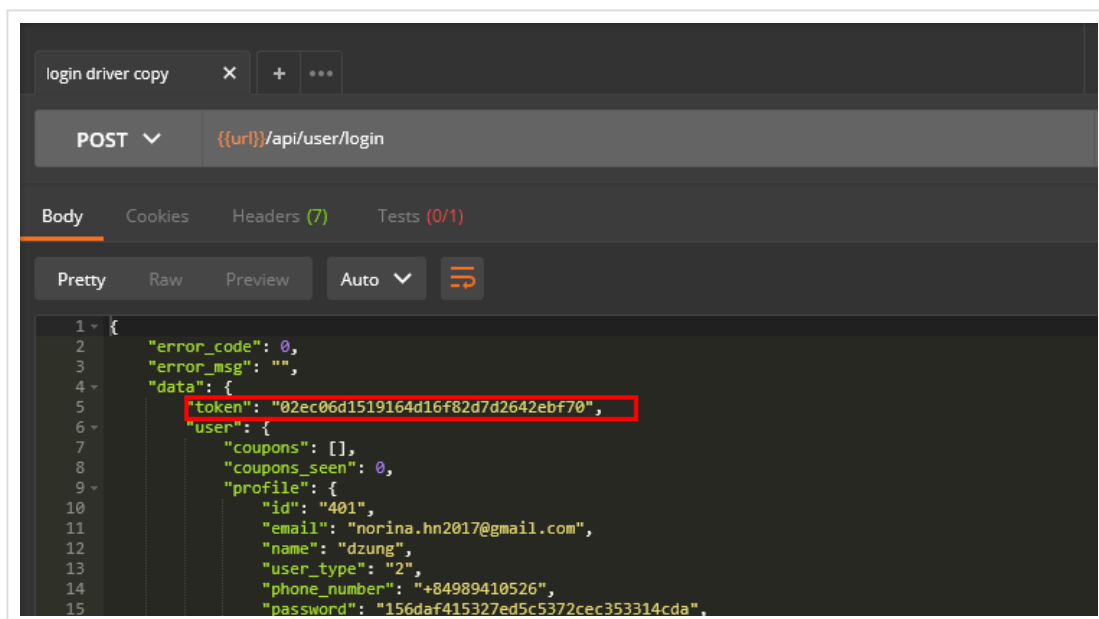 login driver copy × + •••
POST {{url}}/api/user/login
Body Cookies Headers (7) Tests (0/1)
Pretty Raw Preview Auto
1 {
2 "error_code": 0,
3 "error_msg": "",
4 "data": {
5 "token": "02ec06d1519164d16f82d7d2642ebf70",
6 "user": {
7 "coupons": [],
8 "coupons_seen": 0,
9 "profile": {
10 "id": "401",
11 "email": "norina.hn2017@gmail.com",
12 "name": "dzung",
13 "user_type": "2",
14 "phone_number": "+84989410526",
15 "password": "156daf415327ed5c5372cec353314cda",